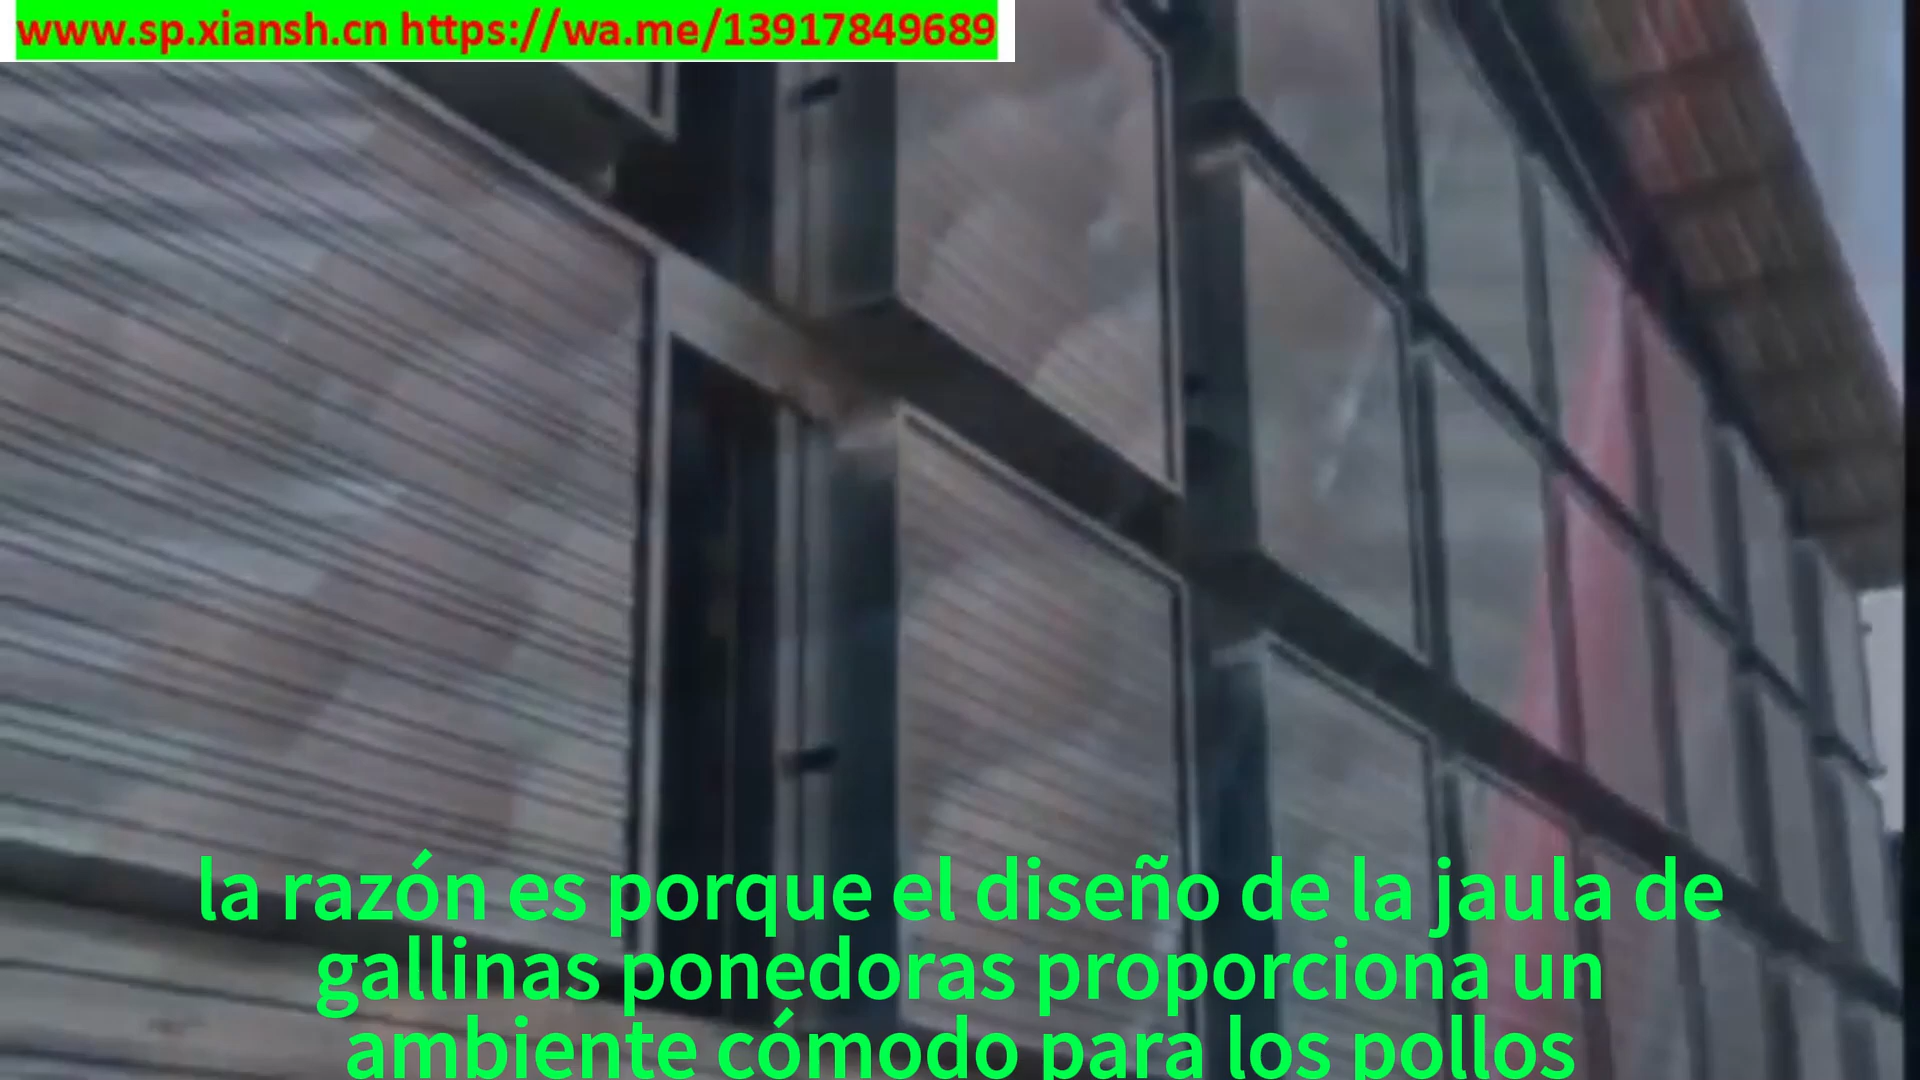 www.sp.xiansh.cn https://wa.me/13917849689
la razón es porque el diseño de la jaula de
gallinas ponedoras proporciona un
ambiente cómodo para los pollos